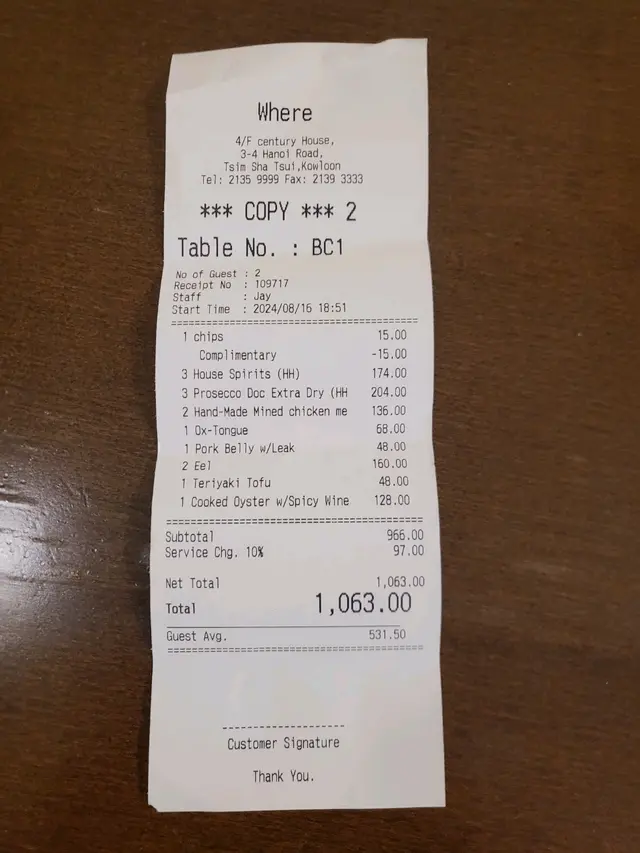 Where
4/F century House,
3-4 Hanoi Road,
Tsim Sha Tsui,Kowloon
Tel: 2135 9999 Fax: 2139 3333
*** COPY *** 2
Table No. : BC1
No of Guest : 2
Receipt No : 109717
Staff : Jay
Start Time : 2024/08/16 18:51
1 chips 15.00
Complimentary -15.00
3 House Spirits (HH) 174.00
3 Prosecco Doc Extra Dry (HH 204.00
2 Hand-Made Mined chicken me 136.00
1 Ox-Tongue 68.00
1 Pork Belly w/Leak 48.00
2 Eel 160.00
1 Teriyaki Tofu 48.00
1 Cooked Oyster w/Spicy Wine 128.00
Subtotal 966.00
Service Chg. 10% 97.00
Net Total 1,063.00
Total 1,063.00
Guest Avg. 531.50
Customer Signature
Thank You.